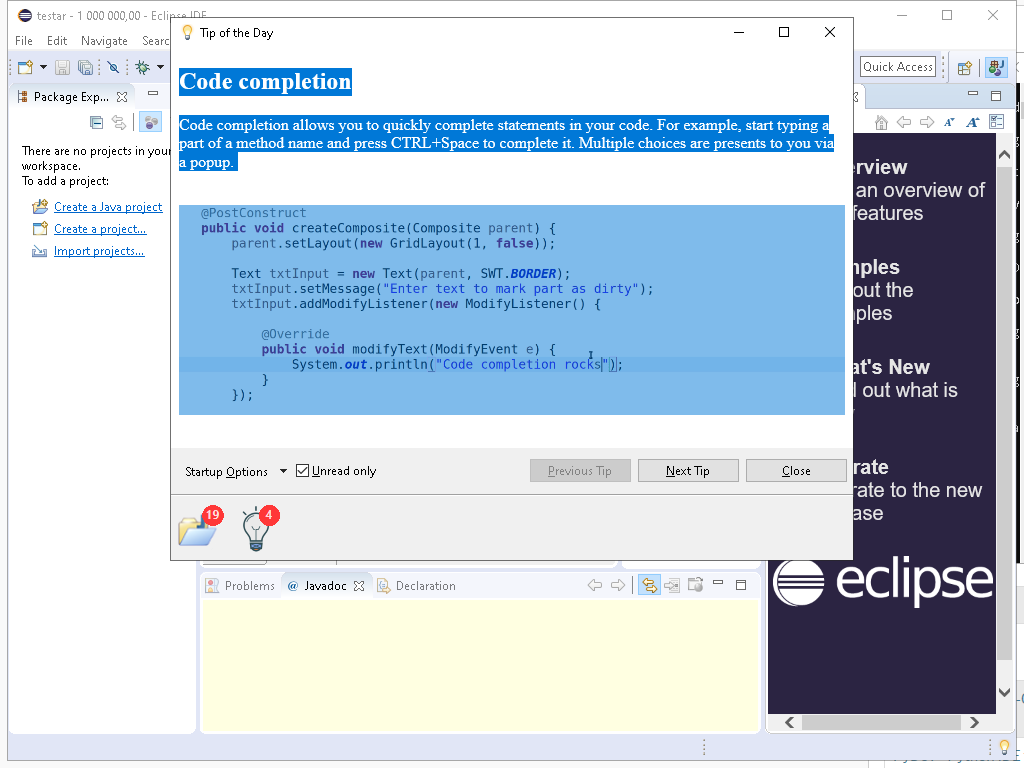 testar - 1 000 000,00 - Eclipse IDE
File Edit Navigate Searc
Quick Access
Package Exp...
There are no projects in your
workspace.
To add a project:
Create a Java project
Create a project...
Import projects...
Tip of the Day
Code completion
Code completion allows you to quickly complete statements in your code. For example, start typing a
part of a method name and press CTRL+Space to complete it. Multiple choices are presents to you via
a popup.
@PostConstruct
public void createComposite(Composite parent) {
parent.setLayout(new GridLayout(1, false));
Text txtInput = new Text(parent, SWT.BORDER);
txtInput.setMessage("Enter text to mark part as dirty");
txtInput.addModifyListener(new ModifyListener() {
@Override
public void modifyText(ModifyEvent e) {
System.out.println("Code completion rocks");
}
});
Startup Options Unread only Previous Tip Next Tip Close
19 4
rview
an overview of
features
nples
out the
ples
at's New
l out what is
rate
rate to the new
ase
eclipse
Problems @ Javadoc Declaration